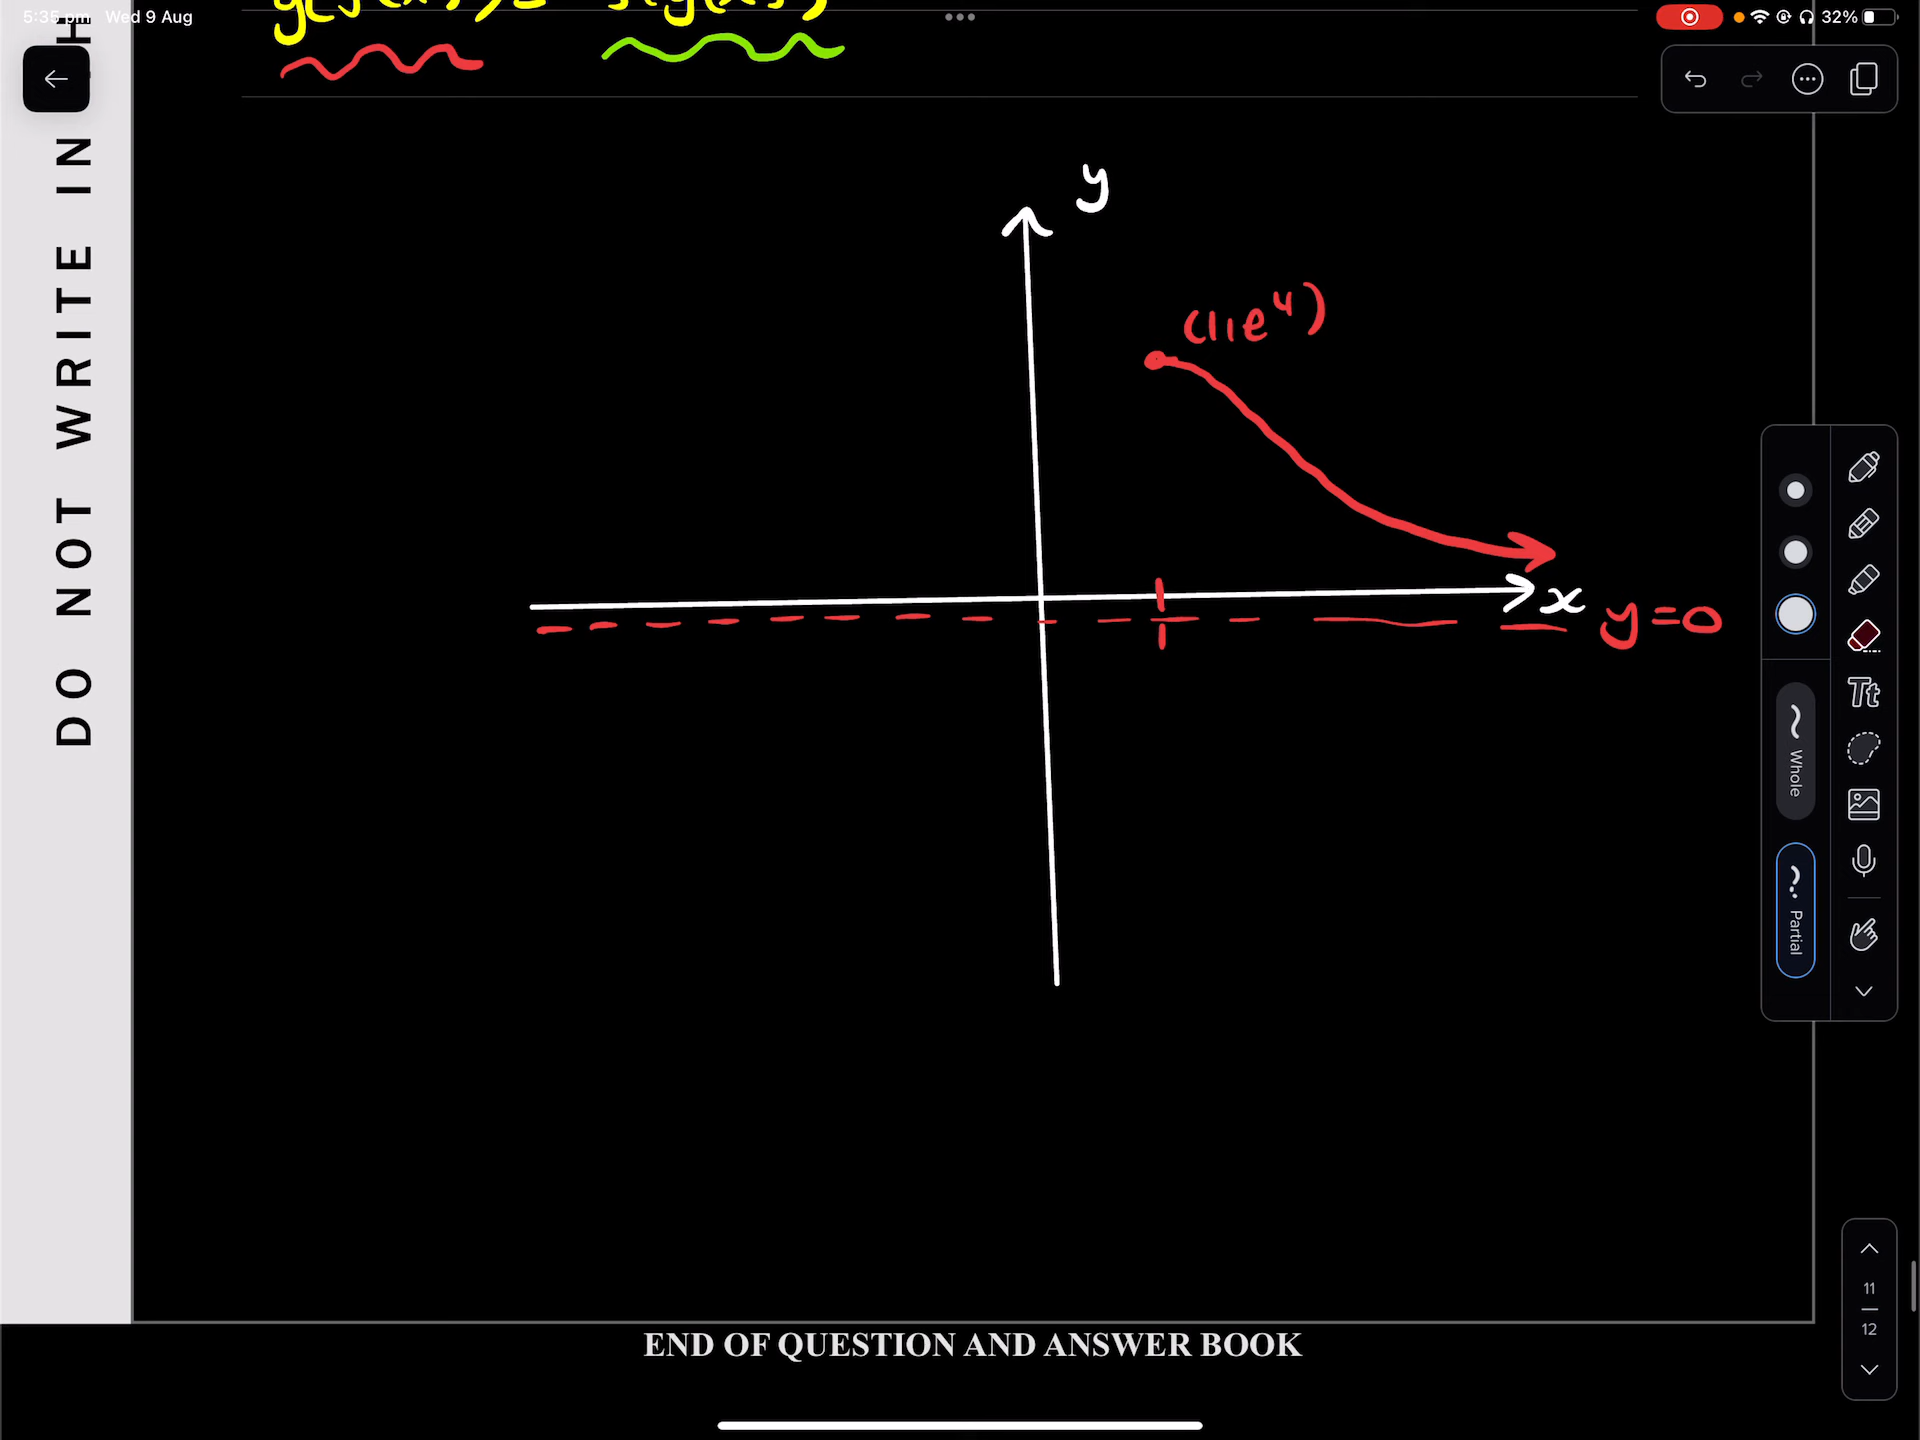 5:35 pm Wed 9 Aug
32%
DO NOT WRITE IN
y
(1,e⁴)
x
y=0
Tt
Whole
Partial
11
12
END OF QUESTION AND ANSWER BOOK